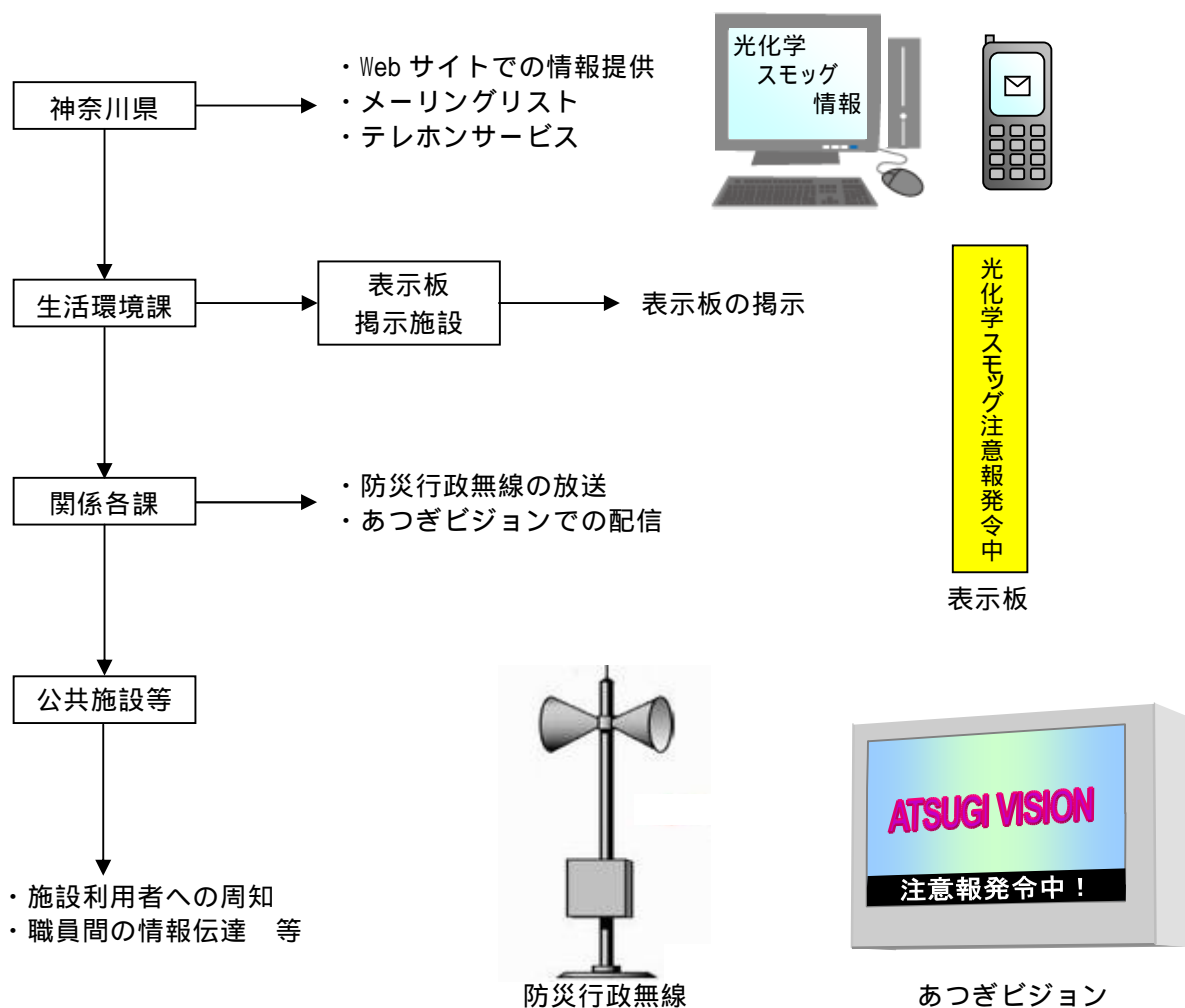 神奈川県
・Web サイトでの情報提供
・メーリングリスト
・テレホンサービス
光化学
スモッグ
情報
生活環境課
表示板
掲示施設
表示板の掲示
光化学スモッグ注意報発令中
表示板
関係各課
・防災行政無線の放送
・あつぎビジョンでの配信
公共施設等
・施設利用者への周知
・職員間の情報伝達　等
防災行政無線
ATSUGI VISION
注意報発令中！
あつぎビジョン